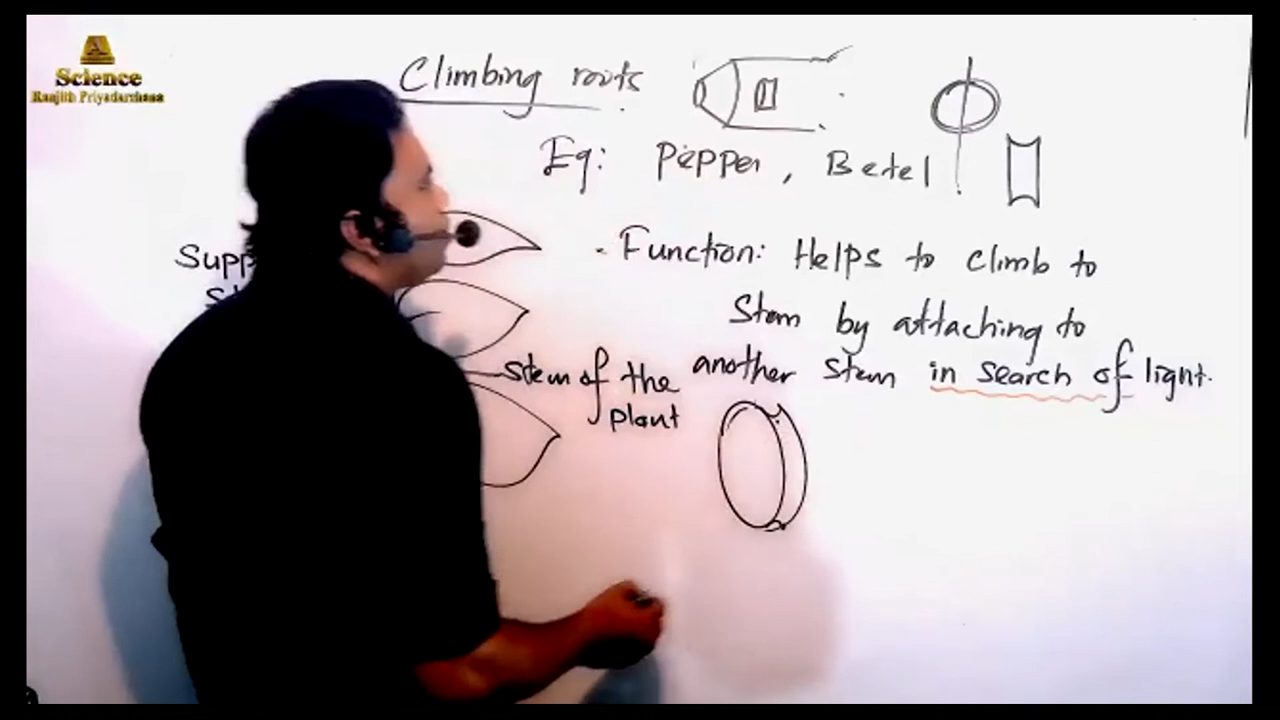 Science
Ranjith Priyadarshana
Climbing roots
Eg: Pepper, Betel
- Function: Helps to climb to
stem by attaching to
another stem in search of light.
Supp
St
stem of the
plant